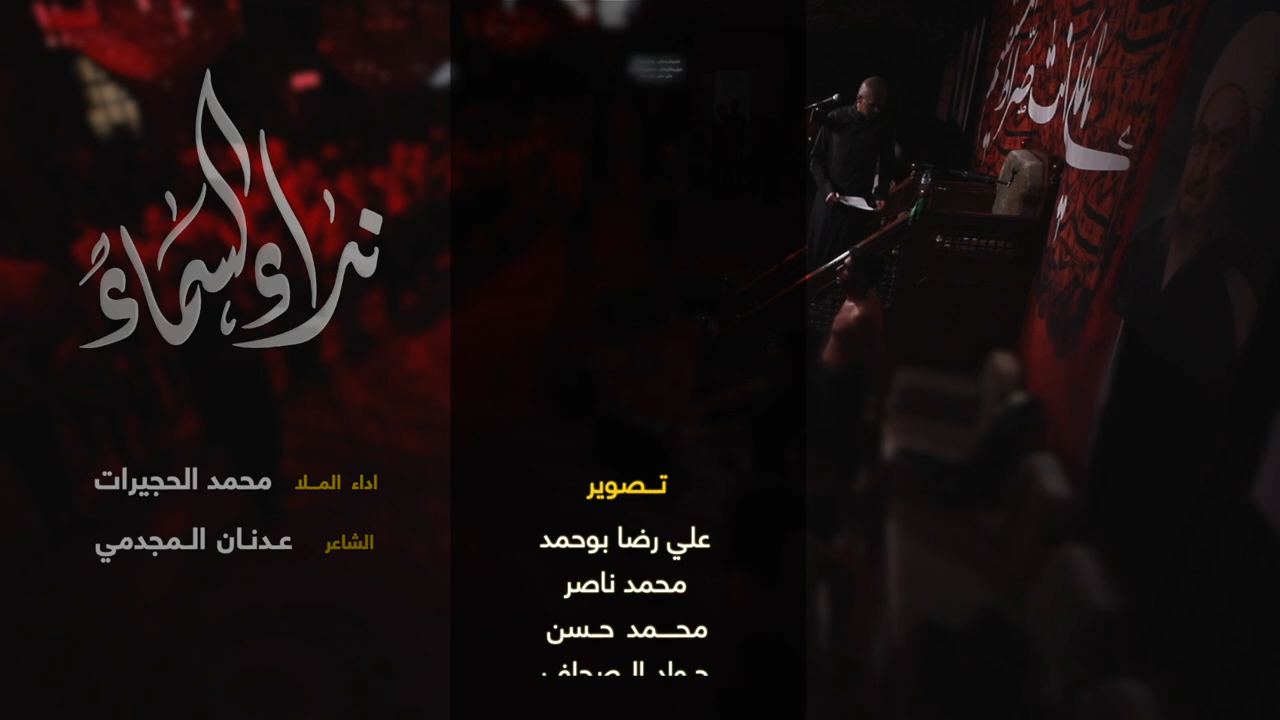 نداء السماء
اداء الملا محمد الحجيرات
الشاعر عدنان المجدمي
تصوير
علي رضا بوحمد
محمد ناصر
محمد حسن